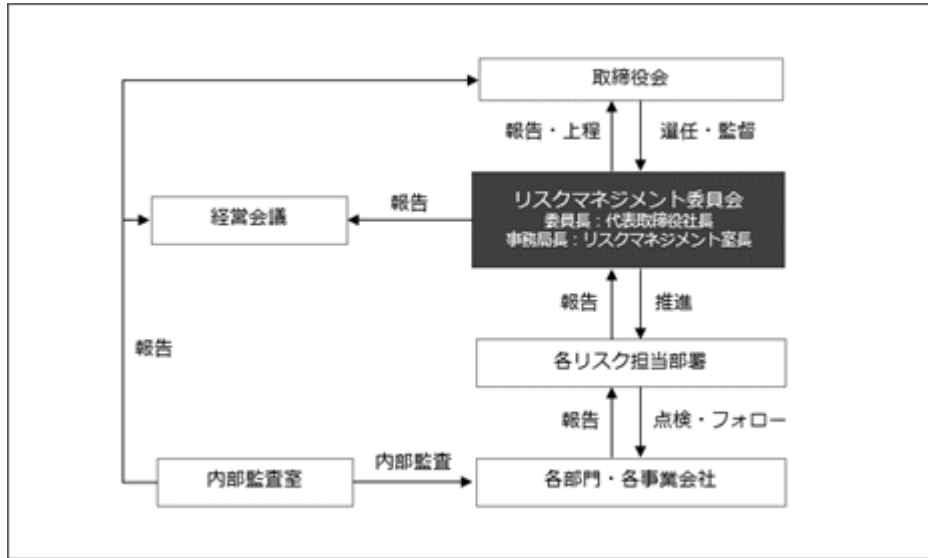 取締役会
報告・上程
選任・監督
リスクマネジメント委員会
委員長：代表取締役社長
事務局長：リスクマネジメント室長
報告
経営会議
報告
推進
報告
各リスク担当部署
報告
点検・フォロー
内部監査
内部監査室
各部門・各事業会社